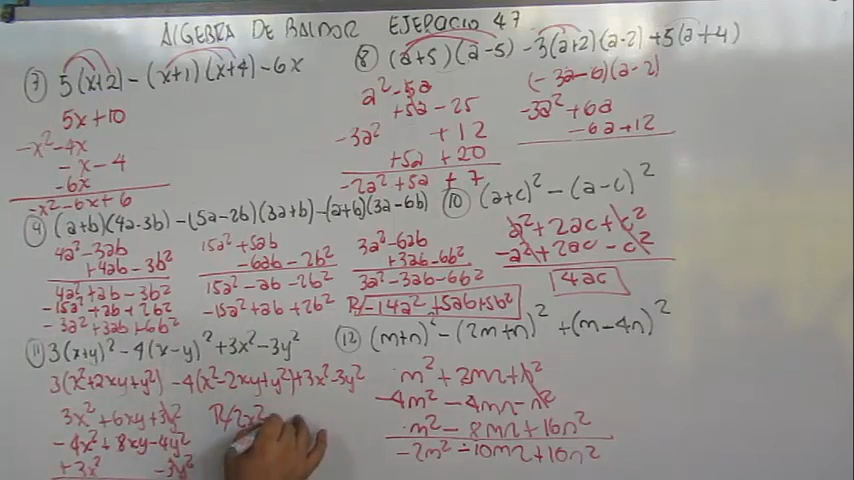 ALGEBRA DE BALDOR EJERCICIO 47
⑦ 5(x+2) - (x+1)(x+4) - 6x
5x+10
-x²-4x
-x-4
-6x
-x²-6x+6
⑧ (a+5)(a-5) - 3(a+2)(a-2) + 5(a+4)
a²-5a
+5a-25
-3a² +12
+5a +20
-2a²+5a+7
(-3a-6)(a-2)
-3a²+6a
-6a+12
⑨ (a+b)(4a-3b) - (5a-2b)(3a+b) - (a+b)(3a-6b)
4a²-3ab
+4ab-3b²
4a²+ab-3b²
-15a²+ab+2b²
-3a²+3ab+6b²
15a²+5ab
-6ab-2b²
15a²-ab-2b²
-15a²+ab+2b²
3a²-6ab
+3ab-6b²
3a²-3ab-6b²
R/-14a²+5ab+5b²
⑩ (a+c)² - (a-c)²
a²+2ac+c²
-a²+2ac-c²
4ac
⑪ 3(x+y)² - 4(x-y)² + 3x² - 3y²
3(x²+2xy+y²) - 4(x²-2xy+y²) + 3x² - 3y²
3x²+6xy+3y²
-4x²+8xy-4y²
+3x² -3y²
R/2x²
⑫ (m+n)² - (2m+n)² + (m-4n)²
m²+2mn+n²
-4m²-4mn-n²
m²-8mn+16n²
-2m²-10mn+16n²